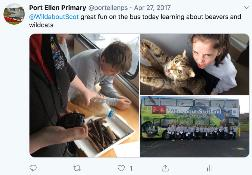 Port Ellen Primary @portellenps · Apr 27, 2017
@WildaboutScot great fun on the bus today learning about beavers and
wildcats
1